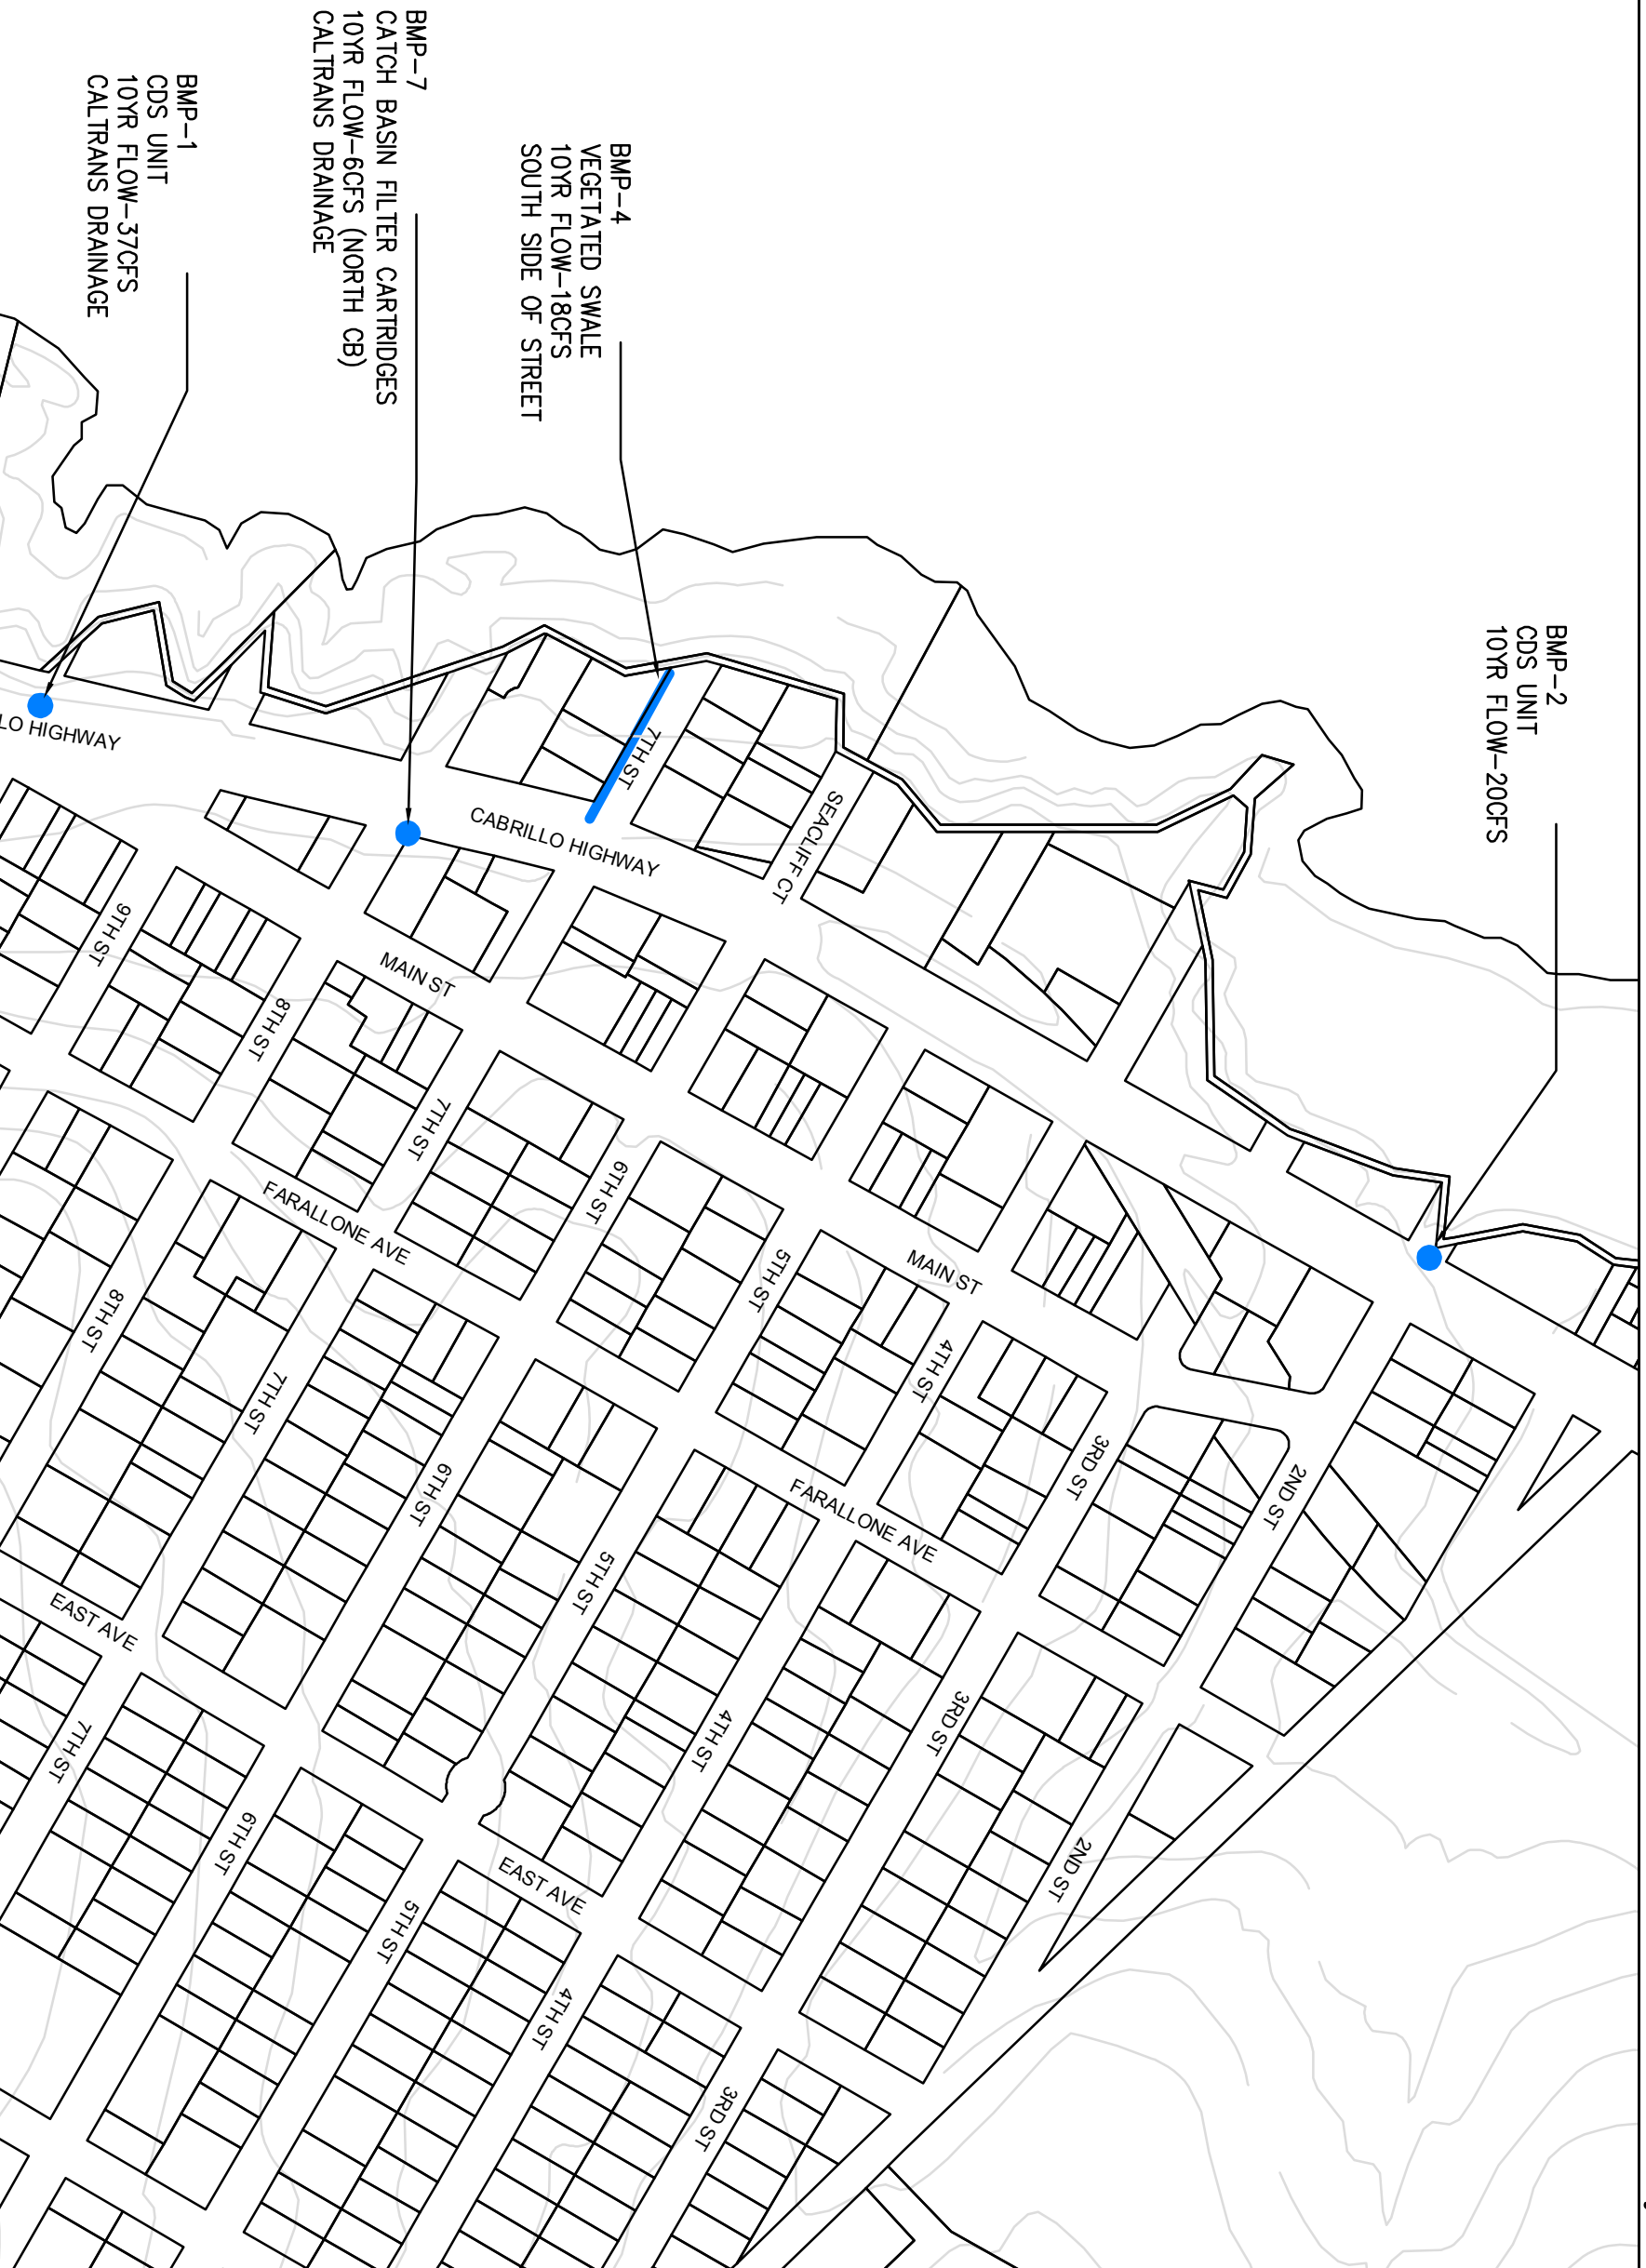 BMP-1
CDS UNIT
10YR FLOW-37CFS
CALTRANS DRAINAGE
BMP-7
CATCH BASIN FILTER CARTRIDGES
10YR FLOW-6CFS (NORTH CB)
CALTRANS DRAINAGE
BMP-4
VEGETATED SWALE
10YR FLOW-18CFS
SOUTH SIDE OF STREET
BMP-2
CDS UNIT
10YR FLOW-20CFS
LO HIGHWAY
7TH ST
CABRILLO HIGHWAY
SEACLIFF CT
9TH ST
MAIN ST
8TH ST
7TH ST
6TH ST
FARALLONE AVE
5TH ST
MAIN ST
8TH ST
7TH ST
4TH ST
6TH ST
3RD ST
2ND ST
FARALLONE AVE
5TH ST
EAST AVE
3RD ST
4TH ST
7TH ST
6TH ST
2ND ST
EAST AVE
5TH ST
4TH ST
3RD ST